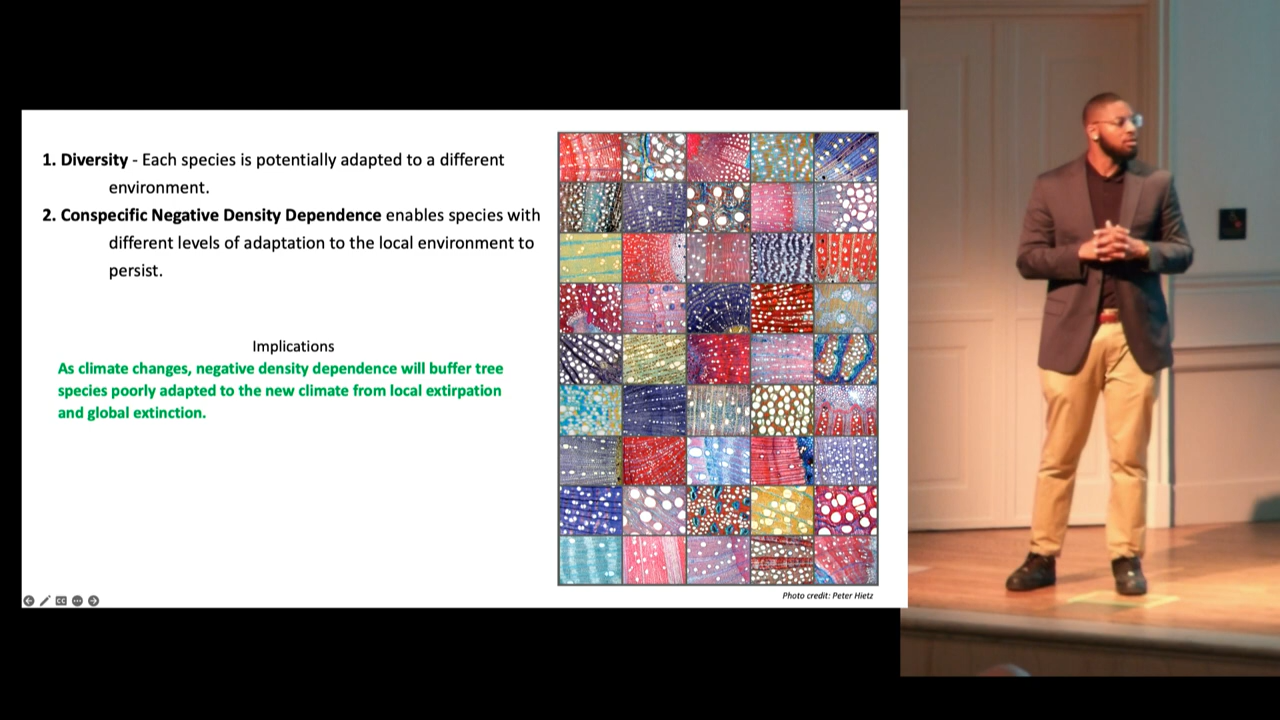 1. Diversity - Each species is potentially adapted to a different
environment.
2. Conspecific Negative Density Dependence enables species with
different levels of adaptation to the local environment to
persist.
Implications
As climate changes, negative density dependence will buffer tree
species poorly adapted to the new climate from local extirpation
and global extinction.
CC
Photo credit: Peter Hietz